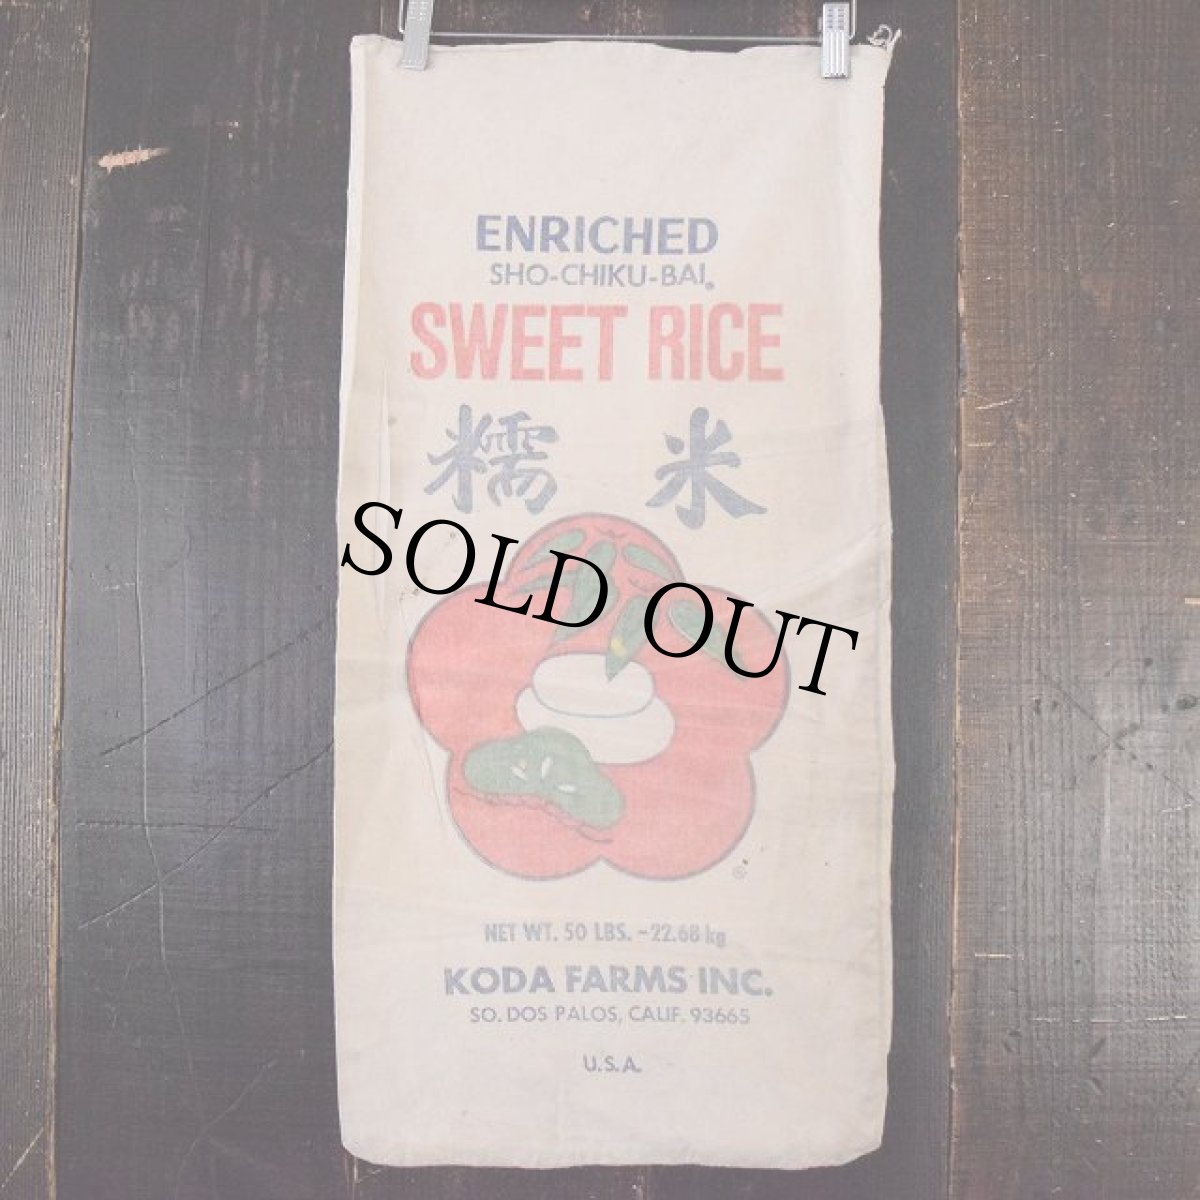 ENRICHED
SHO-CHIKU-BAI®
SWEET RICE
糯米
SOLD OUT
©
NET WT. 50 LBS. - 22.68 kg
KODA FARMS INC.
SO. DOS PALOS, CALIF. 93665
U.S.A.